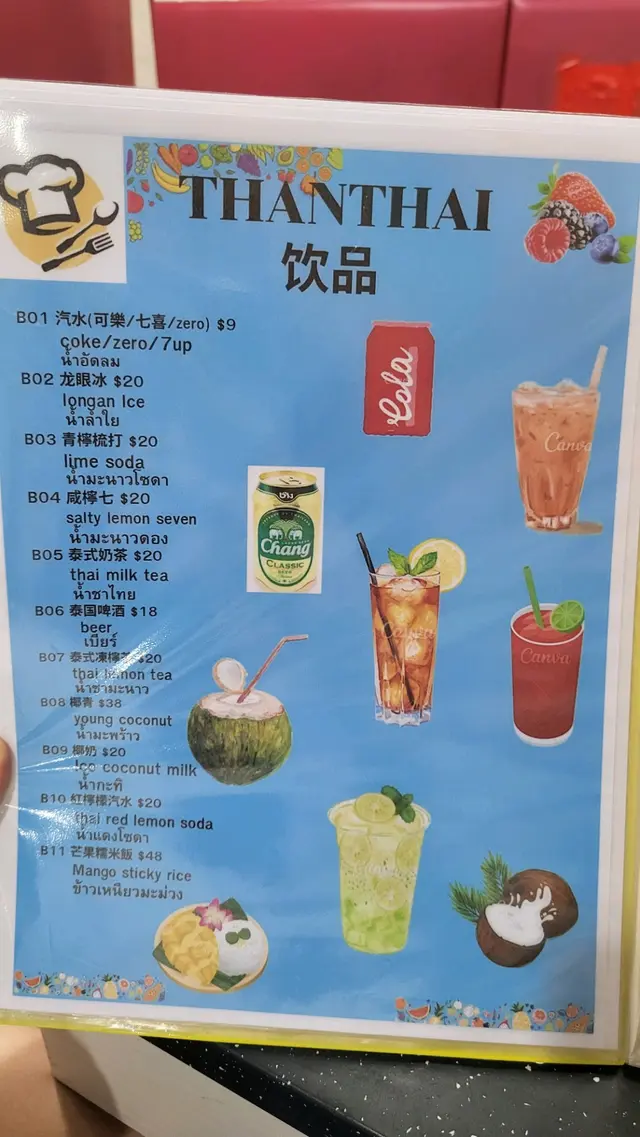 THANTHAI
饮品
B01 汽水(可樂/七喜/zero) $9
coke/zero/7up
น้ำอัดลม
B02 龙眼冰 $20
longan Ice
น้ำลำใย
B03 青檸梳打 $20
lime soda
น้ำมะนาวโซดา
B04 咸檸七 $20
salty lemon seven
น้ำมะนาวดอง
B05 泰式奶茶 $20
thai milk tea
น้ำชาไทย
B06 泰国啤酒 $18
beer
เบียร์
B07 泰式凍檸茶 $20
thai lemon tea
น้ำชามะนาว
B08 椰青 $38
young coconut
น้ำมะพร้าว
B09 椰奶 $20
Ice coconut milk
น้ำกะทิ
B10 紅檸檬汽水 $20
thai red lemon soda
น้ำแดงโซดา
B11 芒果糯米飯 $48
Mango sticky rice
ข้าวเหนียวมะม่วง
Cola
Canva
ช้าง
Chang
CLASSIC
BEER
Canva
Canva